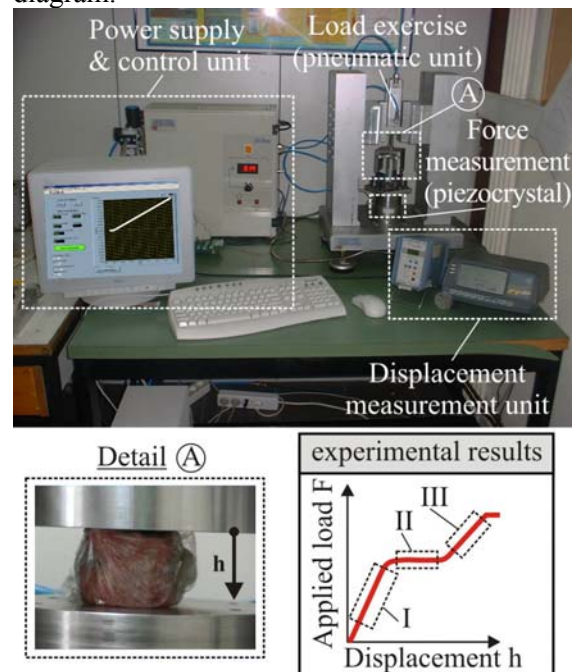 diagram.
Power supply
& control unit
Load exercise
(pneumatic unit)
A
Force
measurement
(piezocrystal)
Displacement
measurement unit
Detail A
h
experimental results
Applied load F
I
II
III
Displacement h